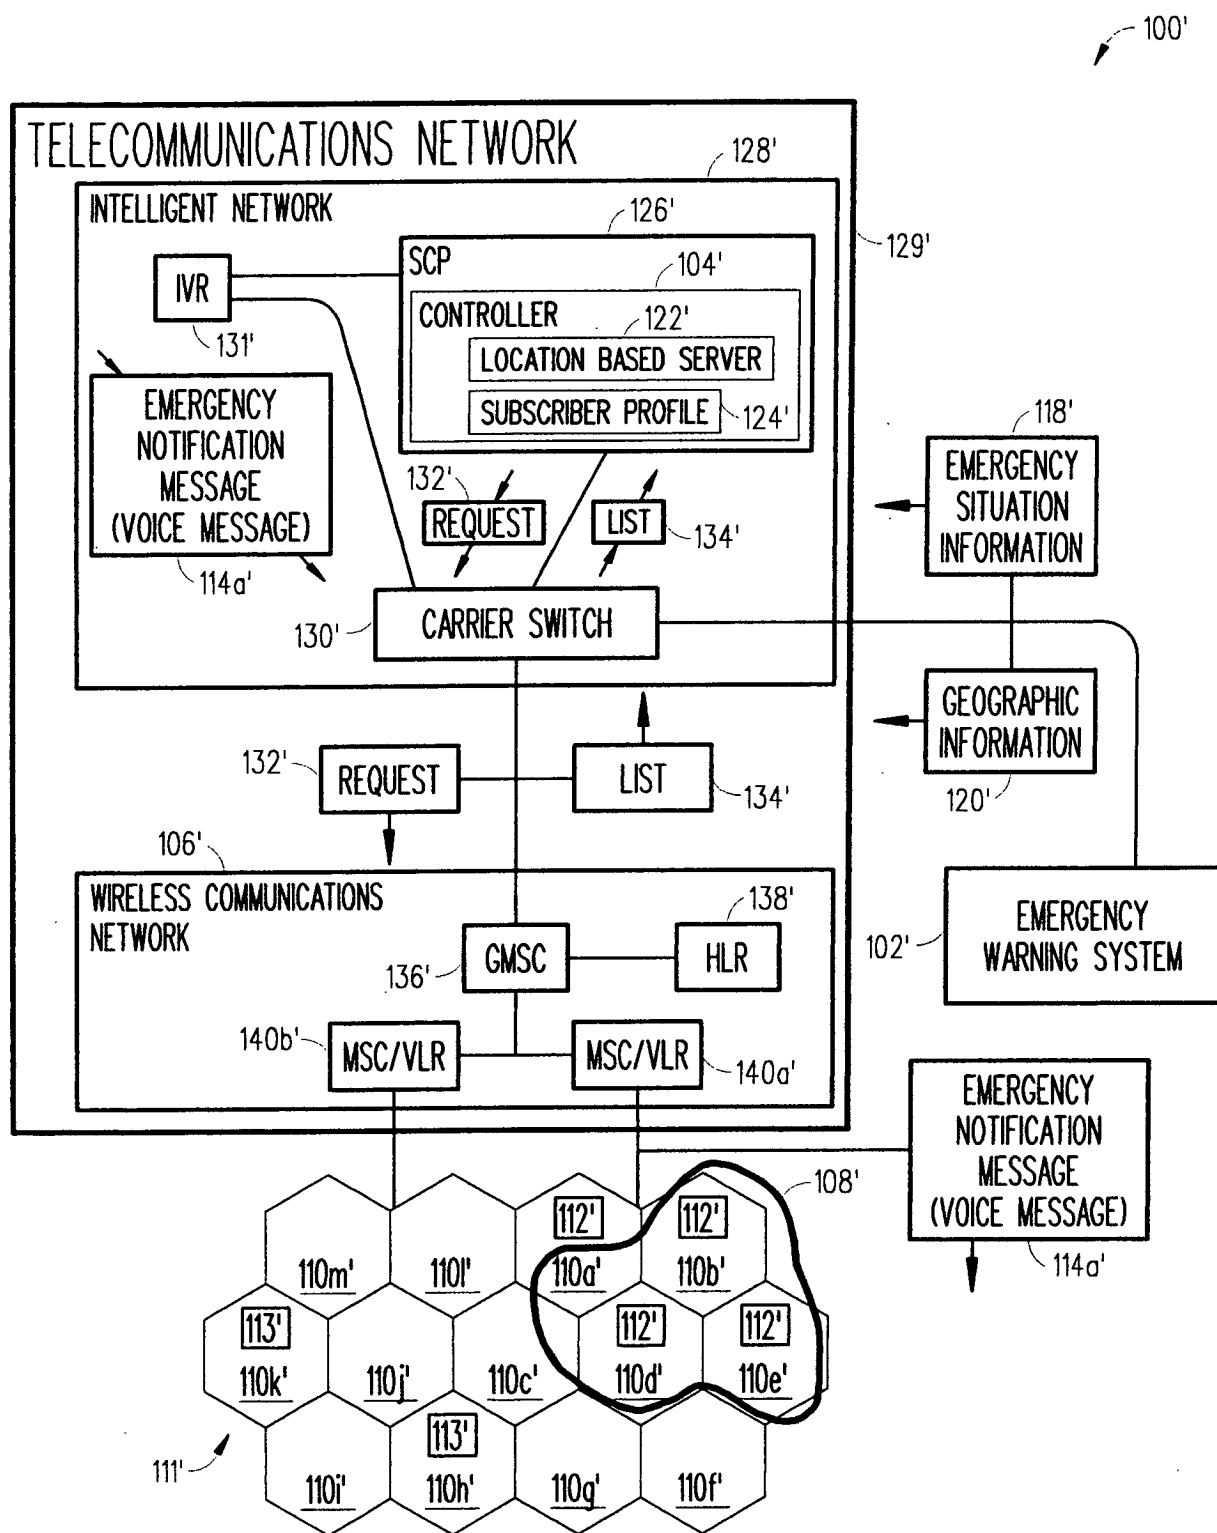 100'
TELECOMMUNICATIONS NETWORK
128'
INTELLIGENT NETWORK
126'
129'
SCP
104'
IVR
CONTROLLER
122'
131'
LOCATION BASED SERVER
EMERGENCY
NOTIFICATION
MESSAGE
(VOICE MESSAGE)
SUBSCRIBER PROFILE
124'
118'
132'
EMERGENCY
SITUATION
INFORMATION
REQUEST
LIST
134'
114a'
130'
CARRIER SWITCH
GEOGRAPHIC
INFORMATION
132'
REQUEST
LIST
134'
120'
106'
WIRELESS COMMUNICATIONS
NETWORK
138'
EMERGENCY
WARNING SYSTEM
102'
136'
GMSC
HLR
140b'
MSC/VLR
MSC/VLR
140a'
EMERGENCY
NOTIFICATION
MESSAGE
(VOICE MESSAGE)
108'
114a'
112'
112'
110m'
110l'
110a'
110b'
113'
112'
112'
110k'
110j'
110c'
110d'
110e'
113'
111'
110i'
110h'
110g'
110f'